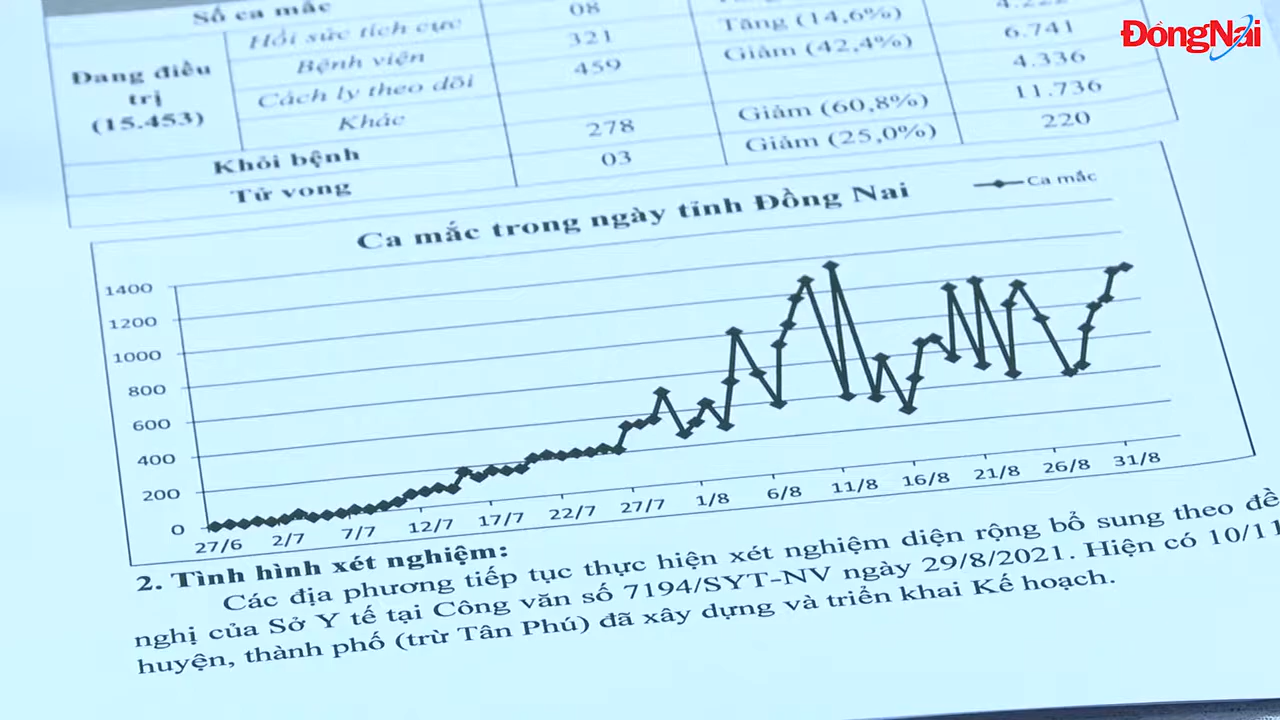 ĐồngNai
Số ca mắc 08
Hồi sức tích cực 321 Tăng (14,6%)
Đang điều trị (15.453) Bệnh viện 459 Giảm (42,4%) 6.741
Cách ly theo dõi 4.336
Khác Giảm (60,8%) 11.736
Khỏi bệnh 278 Giảm (25,0%) 220
Tử vong 03
Ca mắc trong ngày tỉnh Đồng Nai
Ca mắc
1400
1200
1000
800
600
400
200
0
27/6 2/7 7/7 12/7 17/7 22/7 27/7 1/8 6/8 11/8 16/8 21/8 26/8 31/8
2. Tình hình xét nghiệm:
Các địa phương tiếp tục thực hiện xét nghiệm diện rộng bổ sung theo đề
nghị của Sở Y tế tại Công văn số 7194/SYT-NV ngày 29/8/2021. Hiện có 10/11
huyện, thành phố (trừ Tân Phú) đã xây dựng và triển khai Kế hoạch.